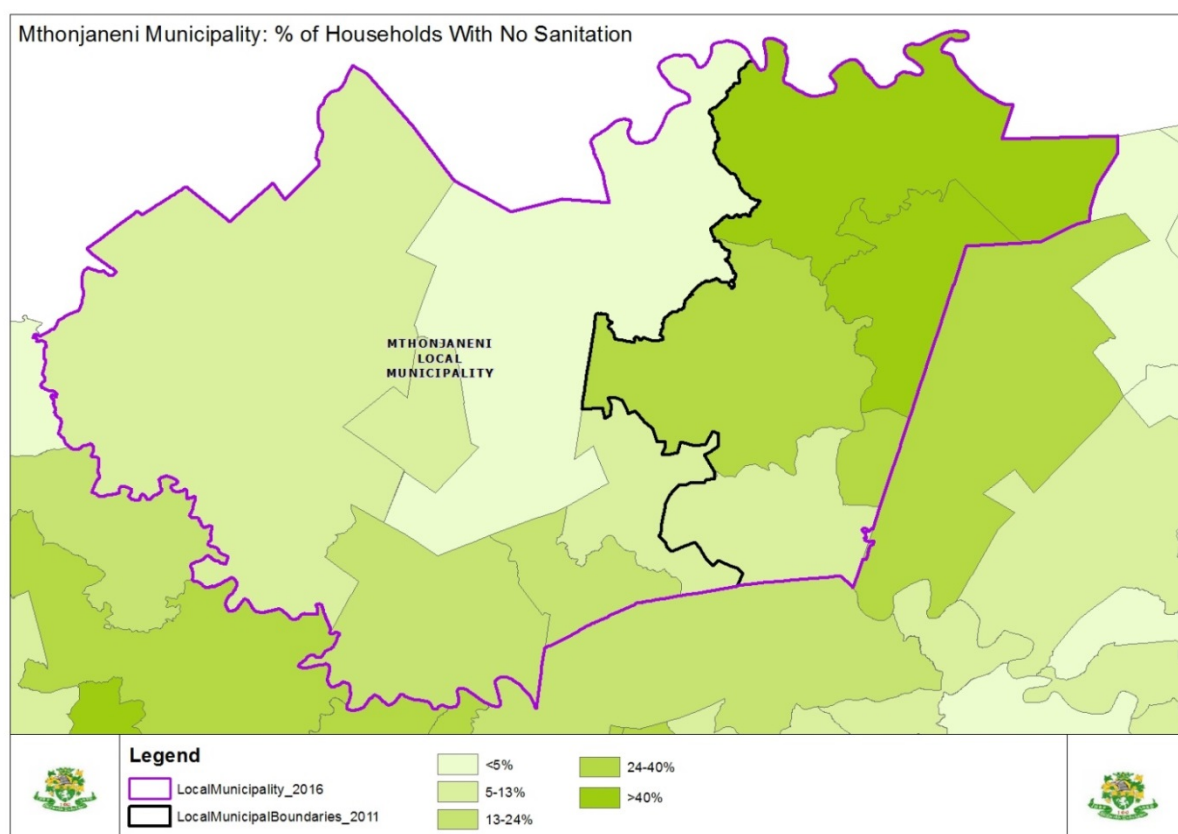 Mthonjaneni Municipality: % of Households With No Sanitation
MTHONJANENI
LOCAL
MUNICIPALITY
Legend
LocalMunicipality_2016
LocalMunicipalBoundaries_2011
<5%
5-13%
13-24%
24-40%
>40%